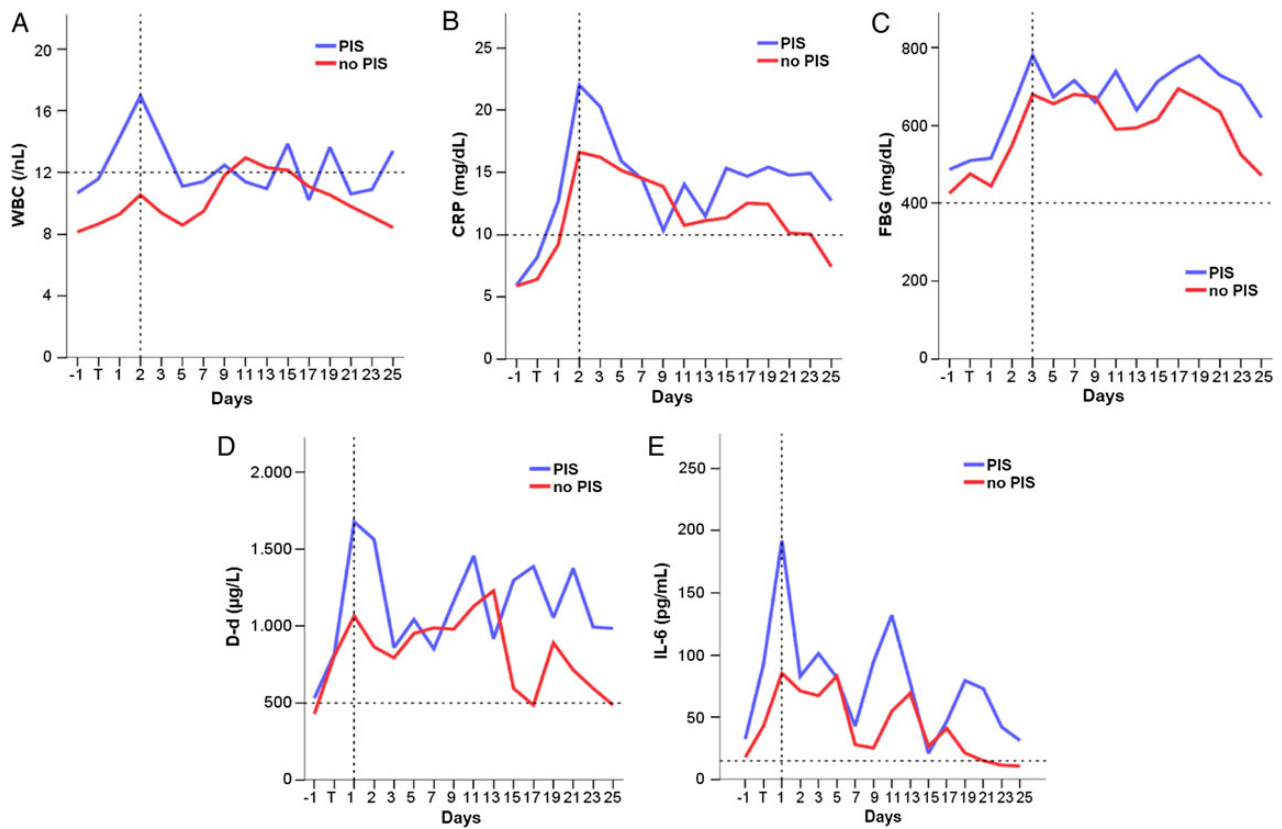 A
WBC (/mL)
20
16
12
8
4
0
PIS
no PIS
-1 T 1 2 3 5 7 9 11 13 15 17 19 21 23 25
Days
B
CRP (mg/dL)
25
20
15
10
5
0
PIS
no PIS
-1 T 1 2 3 5 7 9 11 13 15 17 19 21 23 25
Days
C
FBG (mg/dL)
800
600
400
200
0
PIS
no PIS
-1 T 1 2 3 5 7 9 11 13 15 17 19 21 23 25
Days
D
D-d (µg/L)
2.000
1.500
1.000
500
0
PIS
no PIS
-1 T 1 2 3 5 7 9 11 13 15 17 19 21 23 25
Days
E
IL-6 (pg/mL)
250
200
150
100
50
0
PIS
no PIS
-1 T 1 2 3 5 7 9 11 13 15 17 19 21 23 25
Days